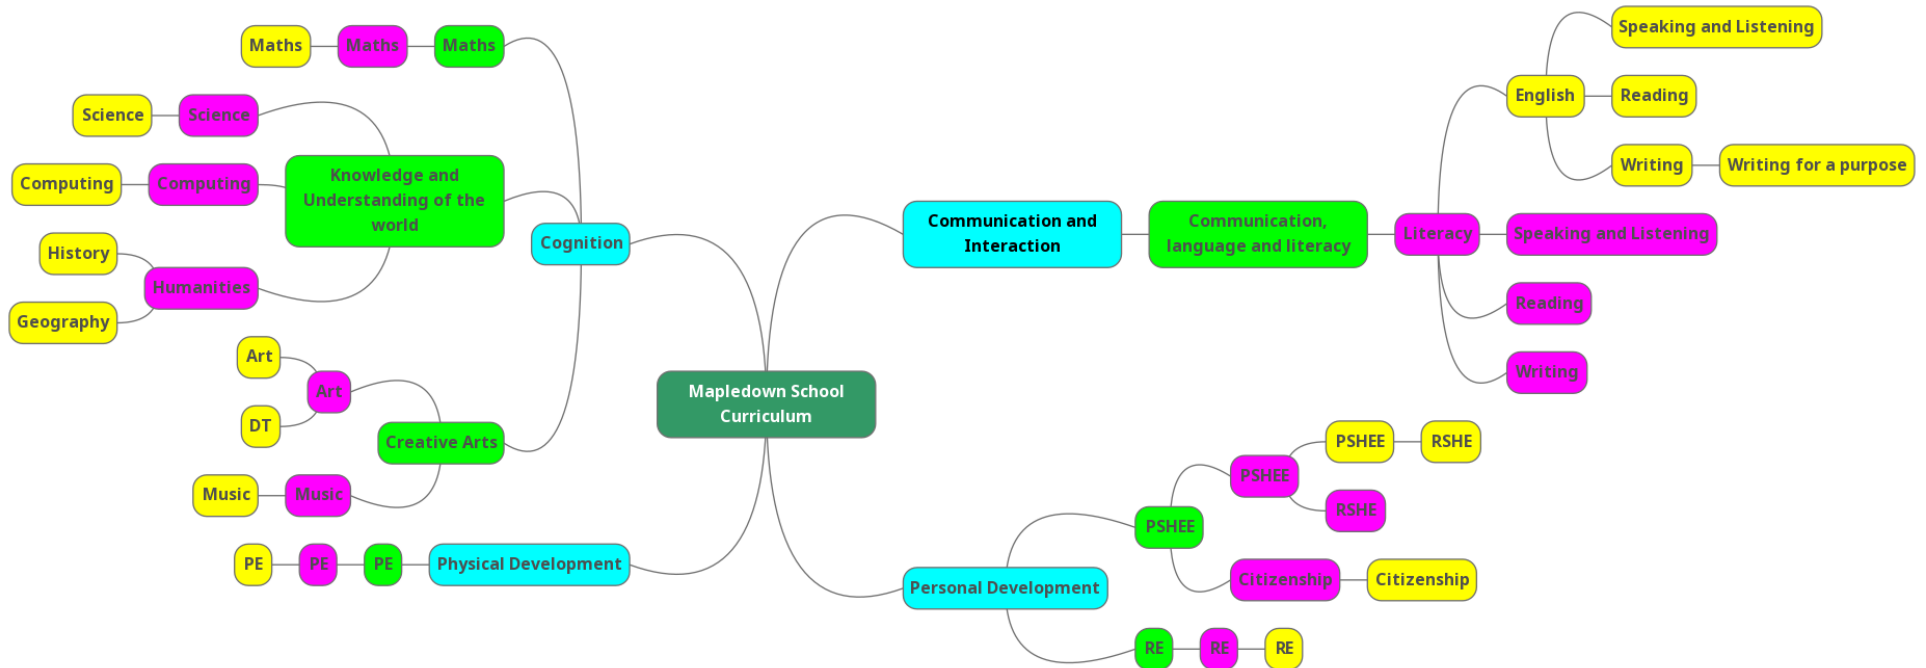 Mapledown School
Curriculum
Communication and
Interaction
Communication,
language and literacy
Literacy
English
Speaking and Listening
Reading
Writing
Writing for a purpose
Speaking and Listening
Reading
Writing
Personal Development
PSHEE
PSHEE
PSHEE
RSHE
RSHE
Citizenship
Citizenship
RE
RE
RE
Cognition
Maths
Maths
Maths
Knowledge and
Understanding of the
world
Science
Science
Computing
Computing
Humanities
History
Geography
Creative Arts
Art
Art
DT
Music
Music
Physical Development
PE
PE
PE